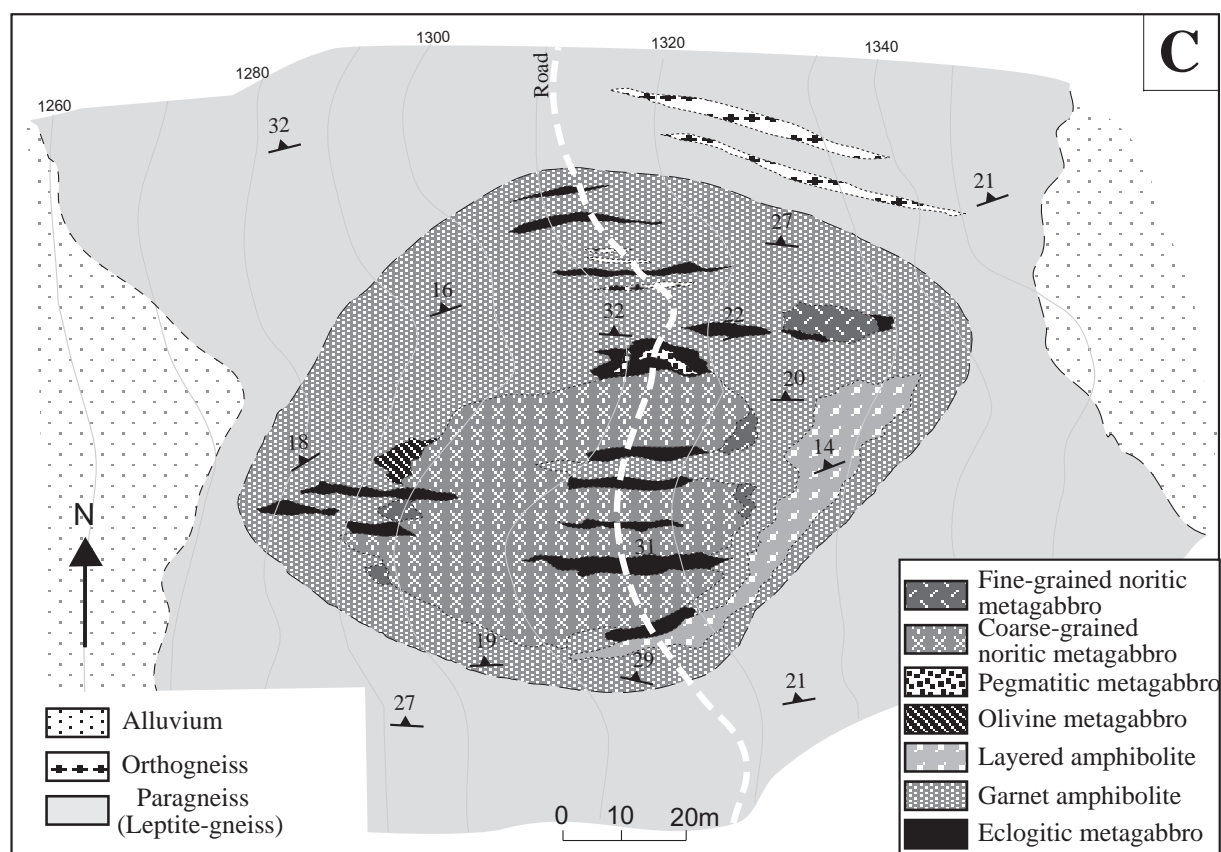 C
1300
1320
1340
1280
1260
Road
32
21
27
16
32
22
20
18
14
31
19
29
27
21
N
Alluvium
Orthogneiss
Paragneiss
(Leptite-gneiss)
0 10 20m
Fine-grained noritic
metagabbro
Coarse-grained
noritic metagabbro
Pegmatitic metagabbro
Olivine metagabbro
Layered amphibolite
Garnet amphibolite
Eclogitic metagabbro